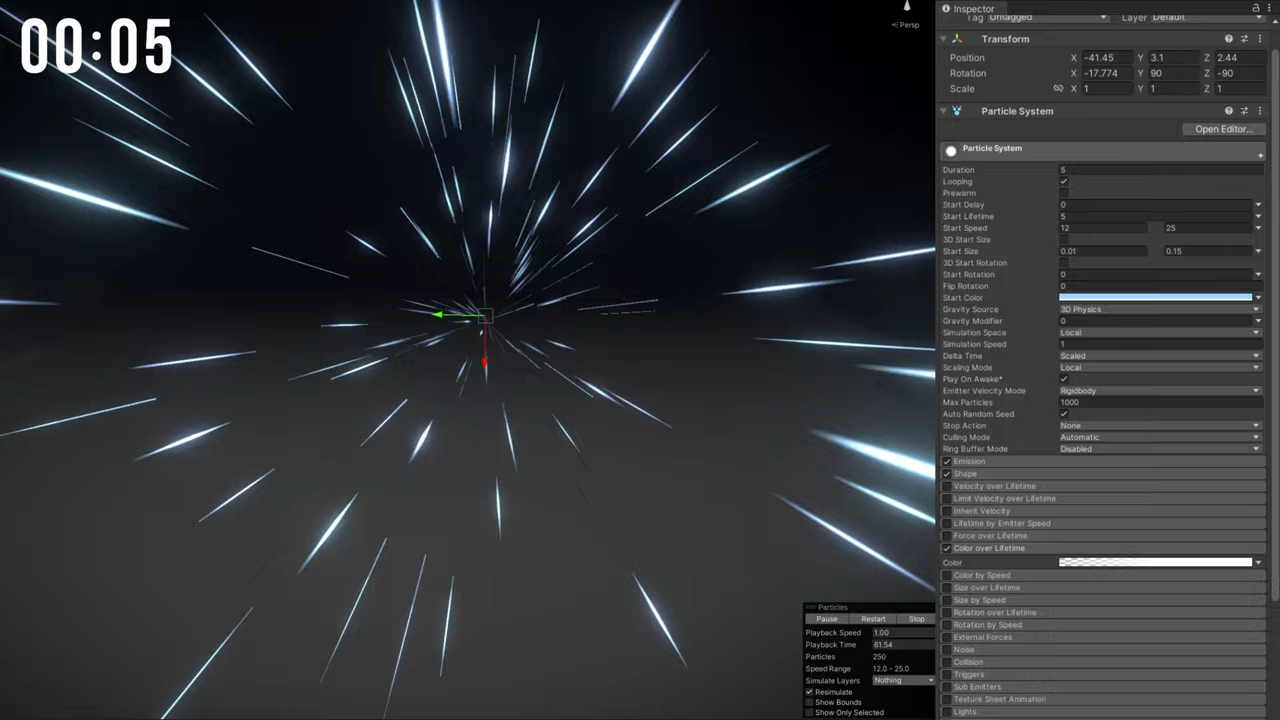 00:05
Persp
Inspector
Tag Untagged Layer Default
Transform
Position X -41.45 Y 3.1 Z 2.44
Rotation X -17.774 Y 90 Z -90
Scale X 1 Y 1 Z 1
Particle System
Open Editor...
Particle System
Duration 5
Looping
Prewarm
Start Delay 0
Start Lifetime 5
Start Speed 12 25
3D Start Size
Start Size 0.01 0.15
3D Start Rotation
Start Rotation 0
Flip Rotation 0
Start Color
Gravity Source 3D Physics
Gravity Modifier 0
Simulation Space Local
Simulation Speed 1
Delta Time Scaled
Scaling Mode Local
Play On Awake*
Emitter Velocity Mode Rigidbody
Max Particles 1000
Auto Random Seed
Stop Action None
Culling Mode Automatic
Ring Buffer Mode Disabled
Emission
Shape
Velocity over Lifetime
Limit Velocity over Lifetime
Inherit Velocity
Lifetime by Emitter Speed
Force over Lifetime
Color over Lifetime
Color
Color by Speed
Size over Lifetime
Size by Speed
Rotation over Lifetime
Rotation by Speed
External Forces
Noise
Collision
Triggers
Sub Emitters
Texture Sheet Animation
Lights
Particles
Pause Restart Stop
Playback Speed 1.00
Playback Time 61.54
Particles 250
Speed Range 12.0 - 25.0
Simulate Layers Nothing
Resimulate
Show Bounds
Show Only Selected